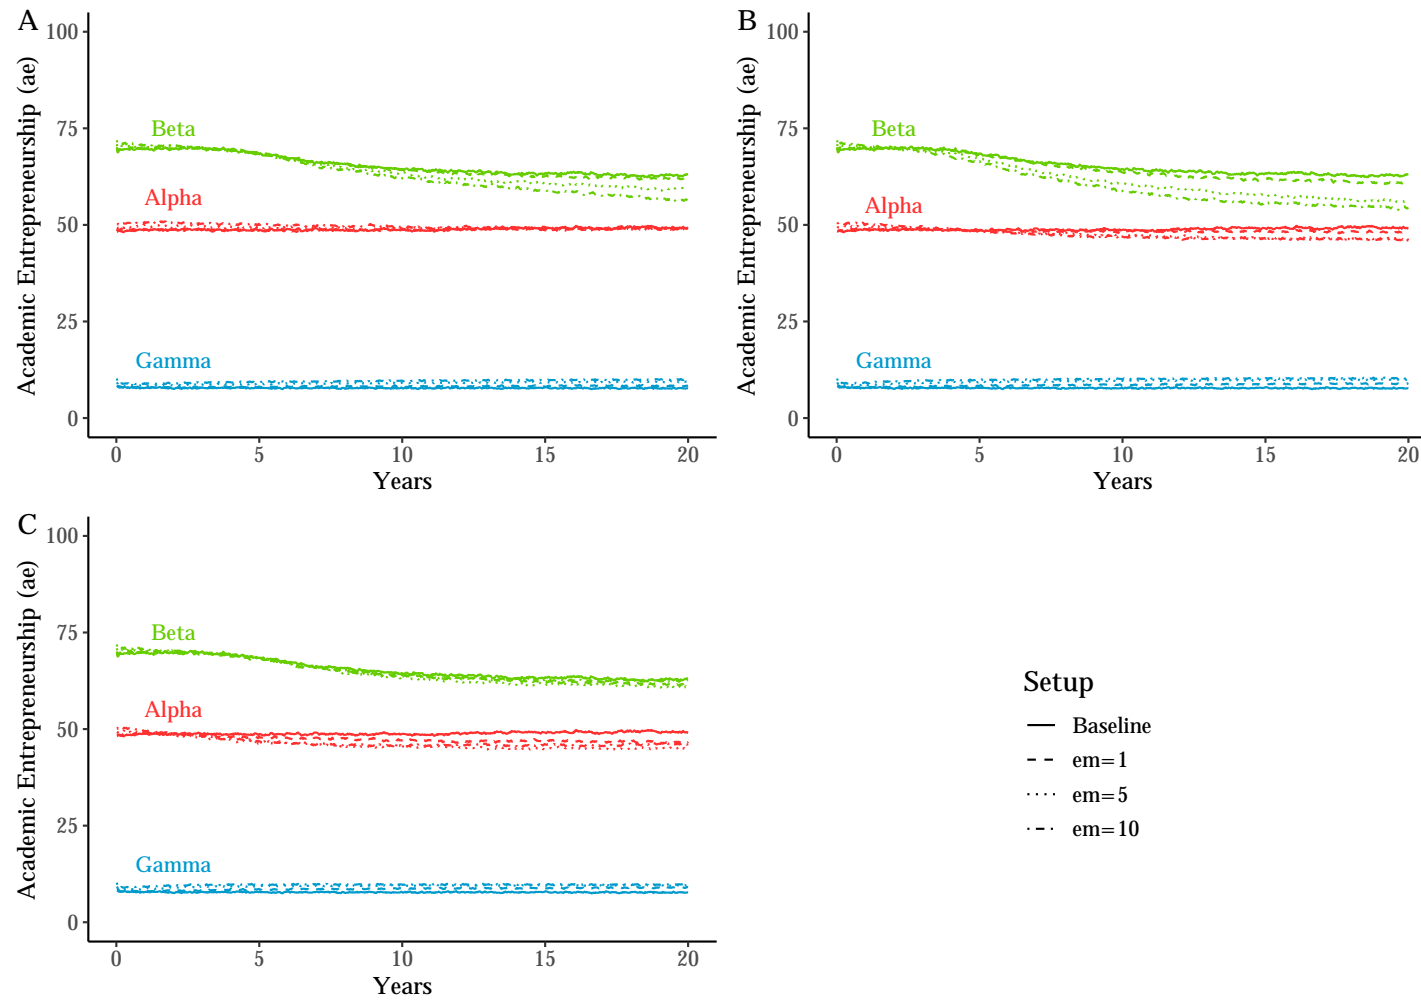 A
100
75
50
25
0
Academic Entrepreneurship (ae)
Beta
Alpha
Gamma
0 5 10 15 20
Years
B
100
75
50
25
0
Academic Entrepreneurship (ae)
Beta
Alpha
Gamma
0 5 10 15 20
Years
C
100
75
50
25
0
Academic Entrepreneurship (ae)
Beta
Alpha
Gamma
0 5 10 15 20
Years
Setup
Baseline
em=1
em=5
em=10